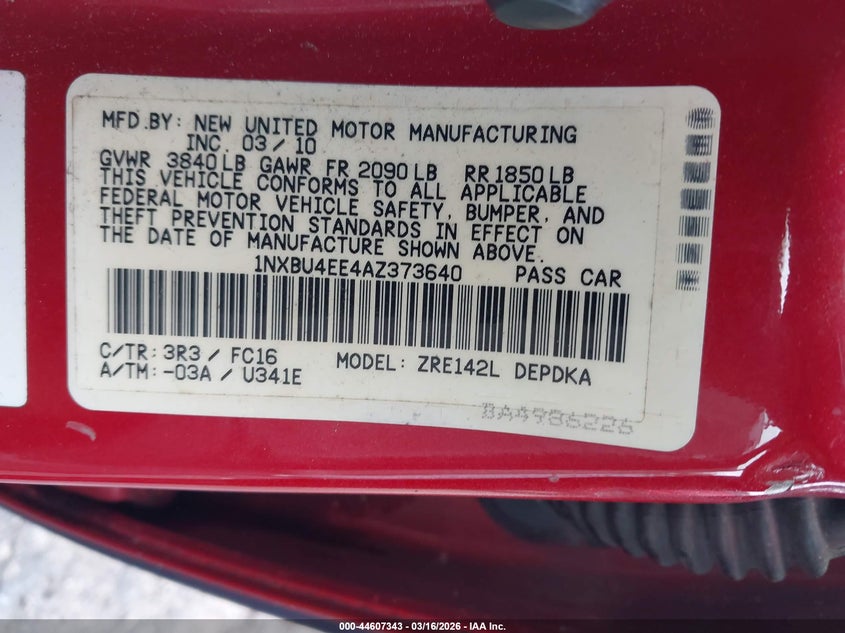 MFD.BY: NEW UNITED MOTOR MANUFACTURING
INC. 03/10
GVWR 3840LB GAWR FR 2090LB RR 1850LB
THIS VEHICLE CONFORMS TO ALL APPLICABLE
FEDERAL MOTOR VEHICLE SAFETY, BUMPER, AND
THEFT PREVENTION STANDARDS IN EFFECT ON
THE DATE OF MANUFACTURE SHOWN ABOVE.
1NXBU4EE4AZ373640 PASS CAR
C/TR: 3R3 / FC16 MODEL: ZRE142L DEPDKA
A/TM: -03A / U341E
BA4986226
000-44607343 | 03/16/2026 - IAA Inc.